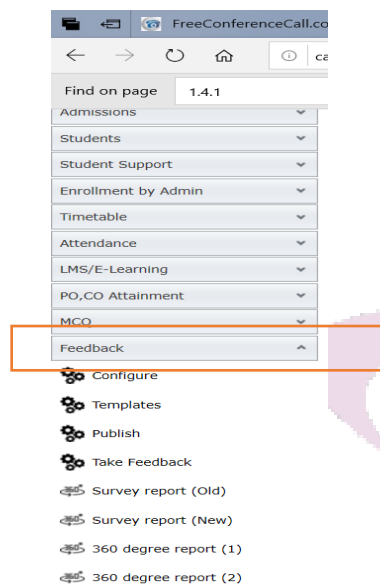 FreeConferenceCall.co
ca
Find on page 1.4.1
Admissions
Students
Student Support
Enrollment by Admin
Timetable
Attendance
LMS/E-Learning
PO,CO Attainment
MCQ
Feedback
Configure
Templates
Publish
Take Feedback
Survey report (Old)
Survey report (New)
360 degree report (1)
360 degree report (2)